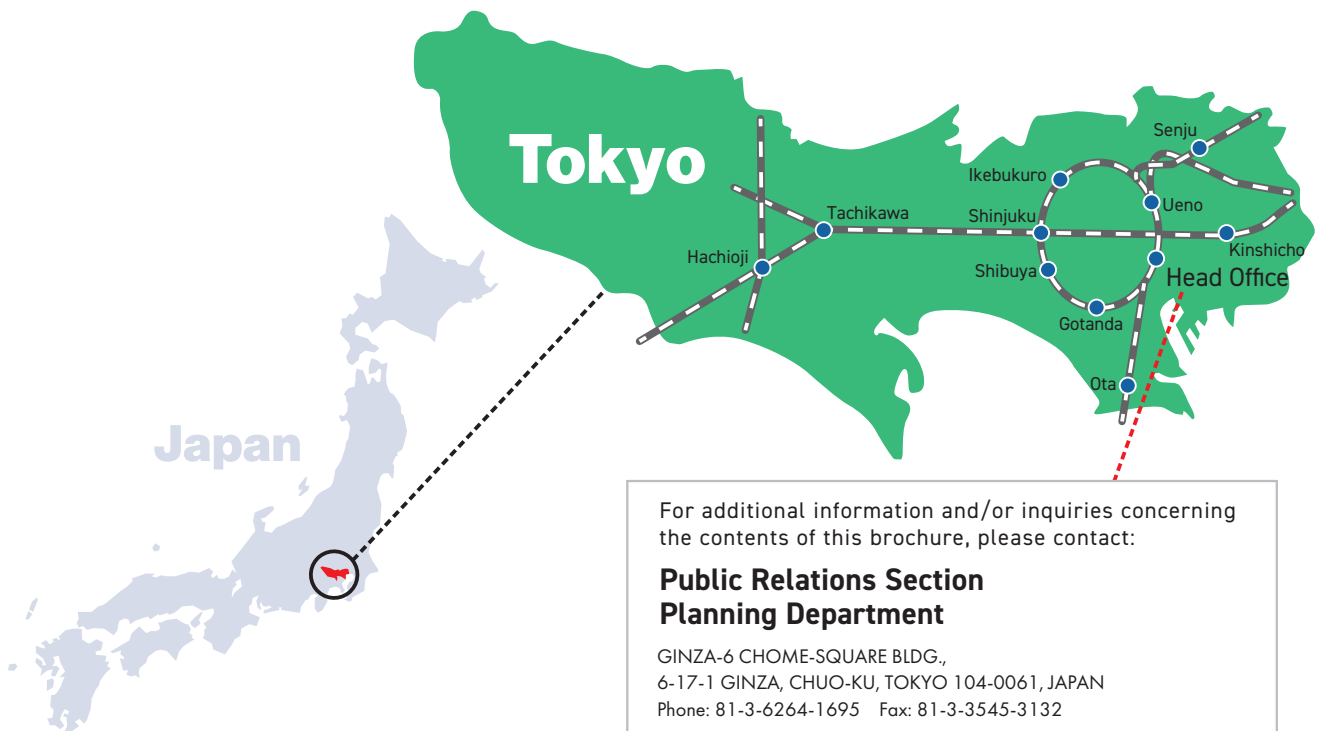 Tokyo
Senju
Ikebukuro
Ueno
Tachikawa
Shinjuku
Kinshicho
Hachioji
Shibuya
Head Office
Gotanda
Ota
Japan
For additional information and/or inquiries concerning
the contents of this brochure, please contact:
Public Relations Section
Planning Department
GINZA-6 CHOME-SQUARE BLDG.,
6-17-1 GINZA, CHUO-KU, TOKYO 104-0061, JAPAN
Phone: 81-3-6264-1695 Fax: 81-3-3545-3132